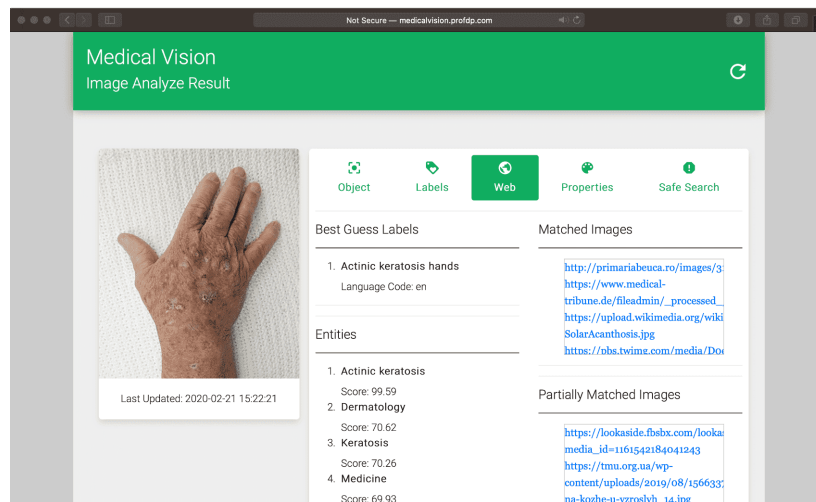 Not Secure — medicalvision.profdp.com
Medical Vision
Image Analyze Result
Last Updated: 2020-02-21 15:22:21
Object
Labels
Web
Properties
Safe Search
Best Guess Labels
1. Actinic keratosis hands
Language Code: en
Entities
1. Actinic keratosis
Score: 99.59
2. Dermatology
Score: 70.62
3. Keratosis
Score: 70.26
4. Medicine
Score: 69.93
Matched Images
http://primariabeuca.ro/images/3
https://www.medical-
tribune.de/fileadmin/_processed_
https://upload.wikimedia.org/wiki
SolarAcanthosis.jpg
https://pbs.twimg.com/media/D0
Partially Matched Images
https://lookaside.fbsbx.com/looka
media_id=1161542184041243
https://tmu.org.ua/wp-
content/uploads/2019/08/156633
na-kozhe-u-vzroslyh_14.jpg